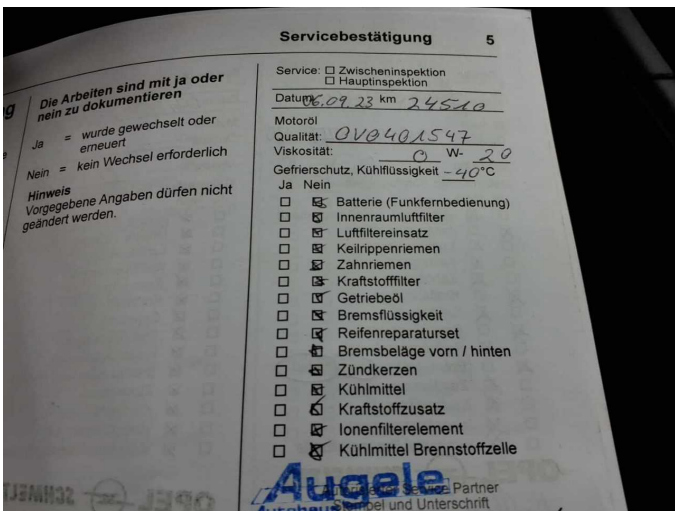 Servicebestätigung 5
Die Arbeiten sind mit ja oder
nein zu dokumentieren
Ja = wurde gewechselt oder
erneuert
Nein = kein Wechsel erforderlich
Hinweis
Vorgegebene Angaben dürfen nicht
geändert werden.
Service: Zwischeninspektion
Hauptinspektion
Datum 06.09.23 km 24510
Motoröl
Qualität: OV0401547
Viskosität: 0 W- 20
Gefrierschutz, Kühlflüssigkeit -40°C
Ja Nein
Batterie (Funkfernbedienung)
Innenraumluftfilter
Luftfiltereinsatz
Keilrippenriemen
Zahnriemen
Kraftstofffilter
Getriebeöl
Bremsflüssigkeit
Reifenreparaturset
Bremsbeläge vorn / hinten
Zündkerzen
Kühlmittel
Kraftstoffzusatz
Ionenfilterelement
Kühlmittel Brennstoffzelle
Augele
Autorisierter Service Partner
Stempel und Unterschrift
Autohaus